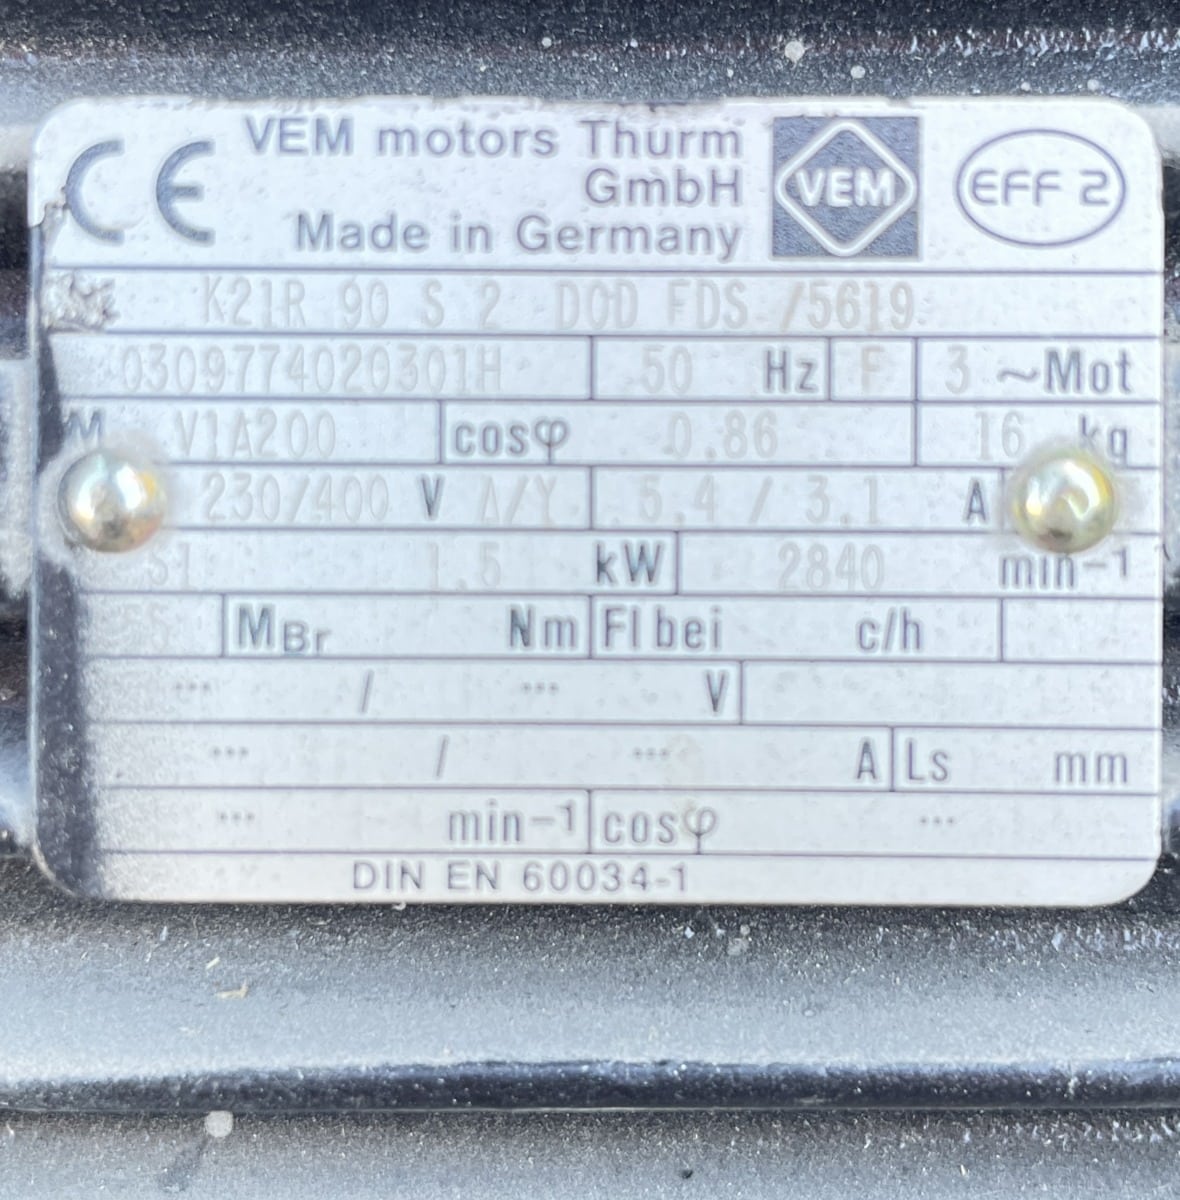 CE VEM motors Thurm GmbH Made in Germany VEM EFF 2
K21R 90 S 2 DOD FDS /5619
0309774020301H 50 Hz F 3 ~Mot
V1A200 cosφ 0.86 16 kg
230/400 V Δ/Y 5.4 / 3.1 A
S1 1.5 kW 2840 min-1
MBr Nm Fl bei c/h
... / ... V
... / ... A Ls mm
... min-1 cosφ ...
DIN EN 60034-1